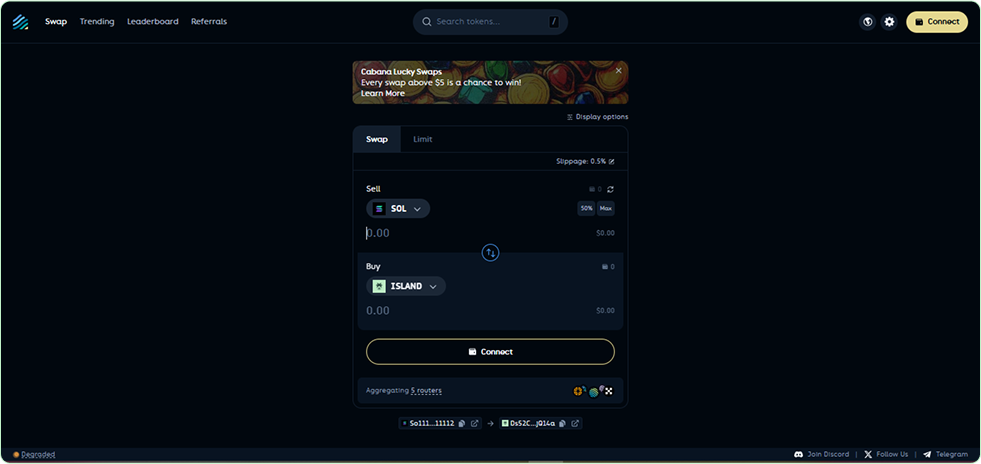 Swap Trending Leaderboard Referrals Search tokens... / Connect
Cabana Lucky Swaps
Every swap above $5 is a chance to win!
Learn More
Display options
Swap Limit
Slippage: 0.5%
Sell 0
SOL 50% Max
0.00 $0.00
Buy 0
ISLAND
0.00 $0.00
Connect
Aggregating 5 routers
So111...11112 → Ds52C...jQ14a
Degraded Join Discord | Follow Us | Telegram